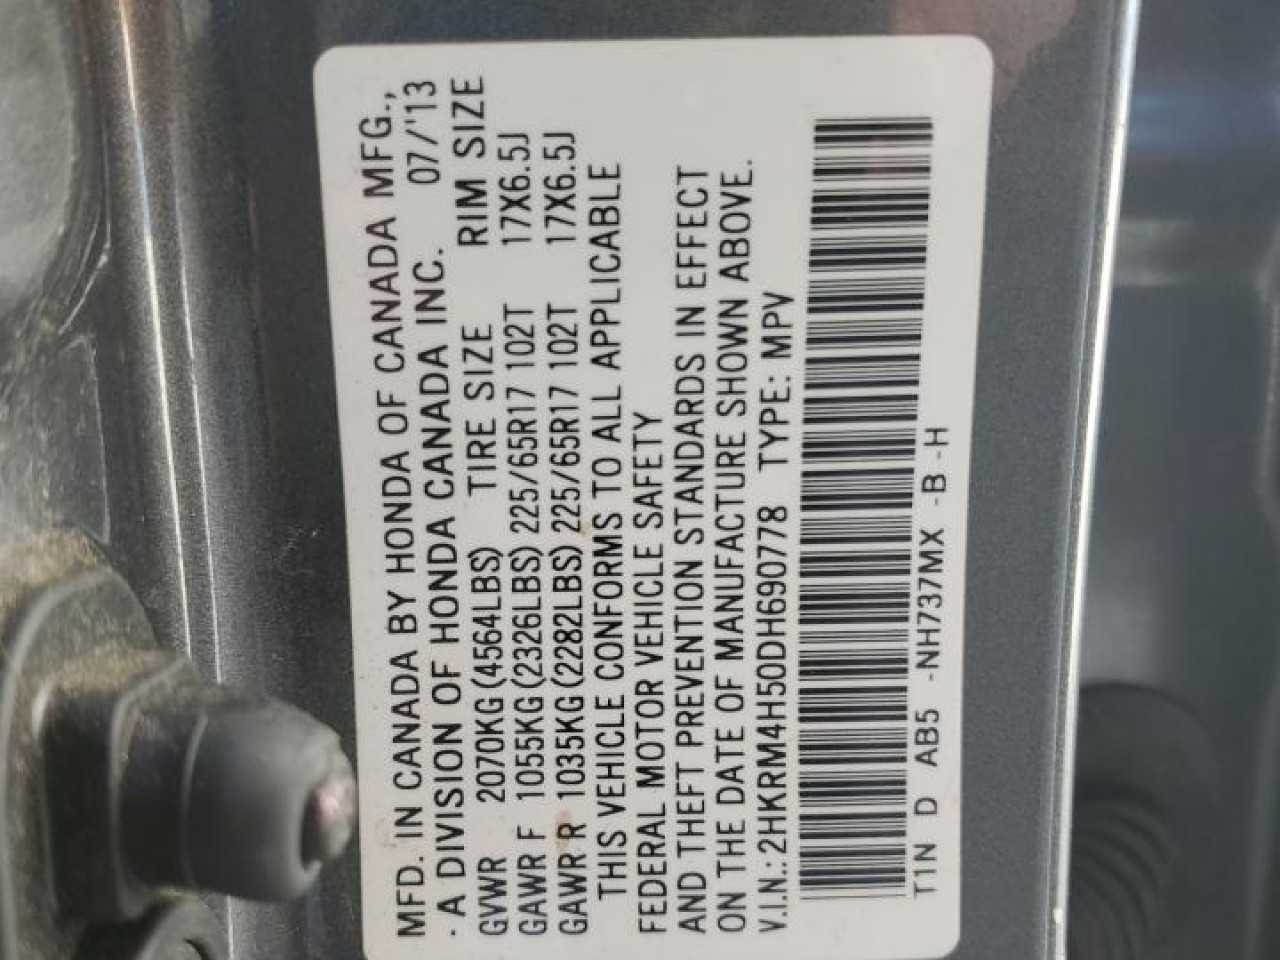 MFD. IN CANADA BY HONDA OF CANADA MFG.,
. A DIVISION OF HONDA CANADA INC. 07/'13
GVWR 2070KG (4564LBS) TIRE SIZE RIM SIZE
GAWR F 1055KG (2326LBS) 225/65R17 102T 17X6.5J
GAWR R 1035KG (2282LBS) 225/65R17 102T 17X6.5J
THIS VEHICLE CONFORMS TO ALL APPLICABLE
FEDERAL MOTOR VEHICLE SAFETY
AND THEFT PREVENTION STANDARDS IN EFFECT
ON THE DATE OF MANUFACTURE SHOWN ABOVE.
V.I.N.: 2HKRM4H50DH690778 TYPE: MPV
T1N D AB5 -NH737MX -B -H